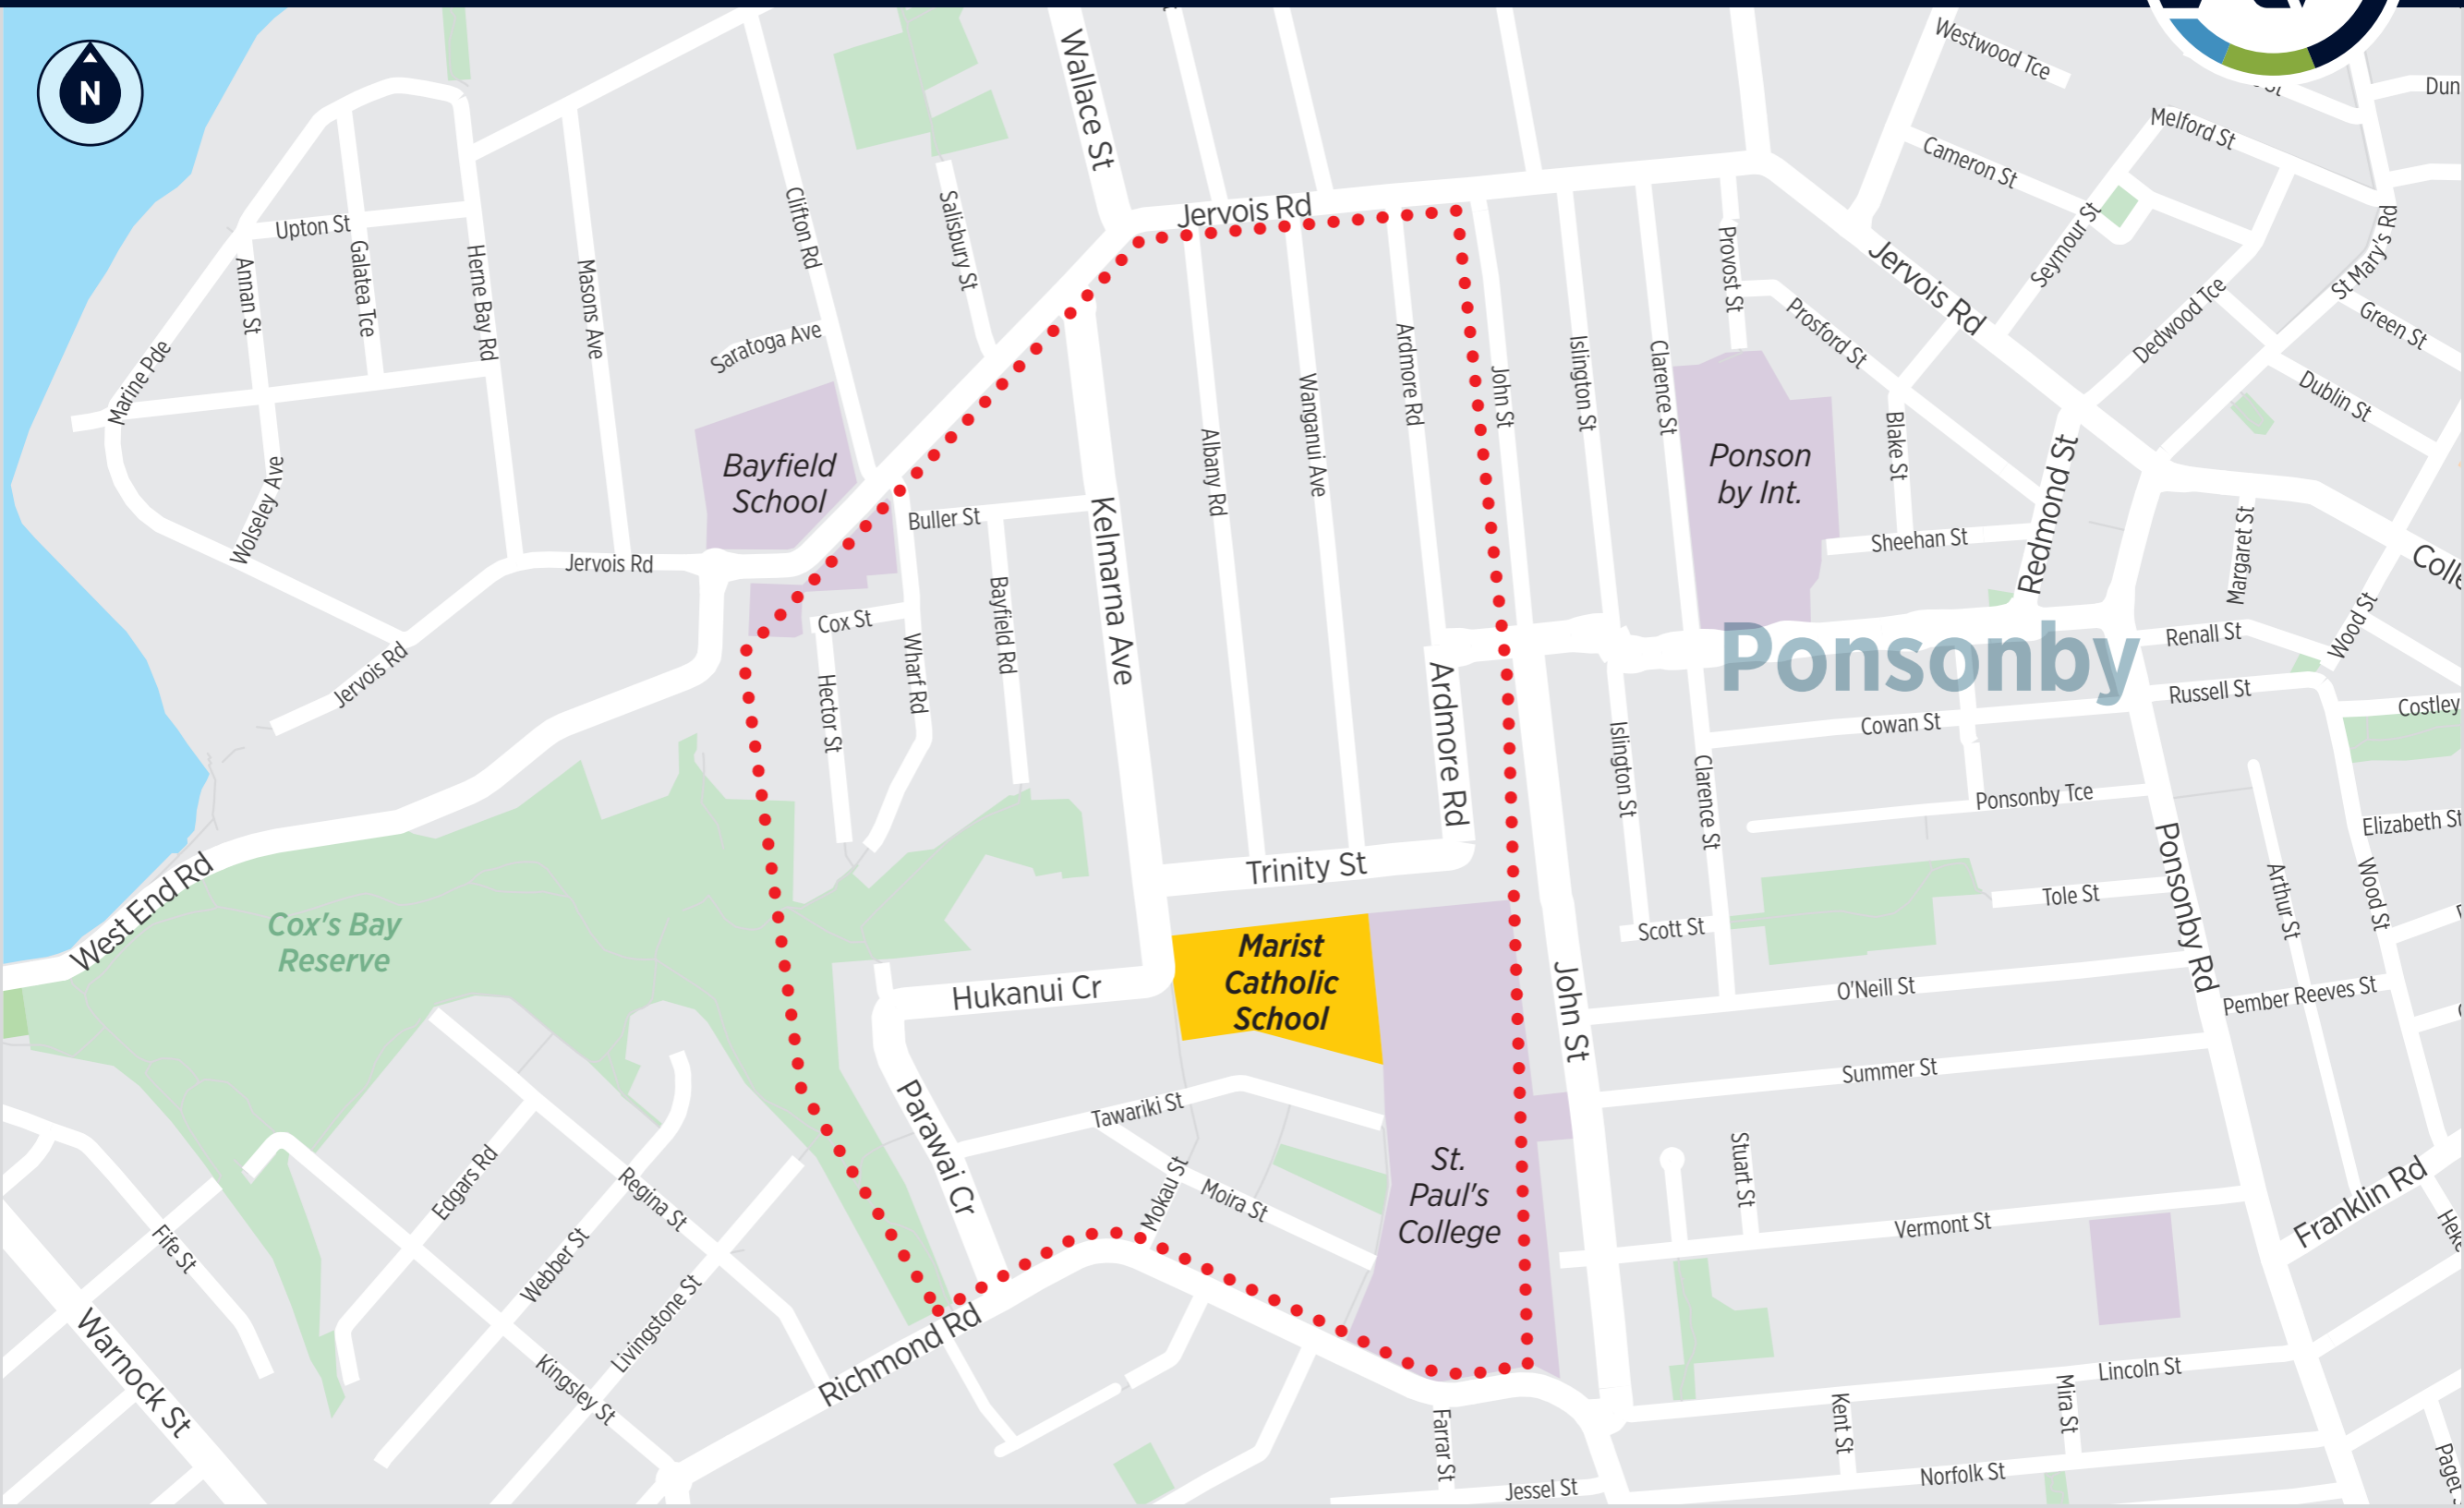 N
Wallace St
Westwood Tce
Dun
Melford St
Cameron St
Clifton Rd
Salisbury St
Jervois Rd
Upton St
Seymour St
St Mary's Rd
Annan St
Galatea Tce
Herne Bay Rd
Masons Ave
Provost St
Jervois Rd
Dedwood Tce
Green St
Prosford St
Saratoga Ave
Marine Pde
Ardmore Rd
John St
Islington St
Clarence St
Dublin St
Bayfield
School
Albany Rd
Wanganui Ave
Ponson
by Int.
Blake St
Redmond St
Wolseley Ave
Buller St
Kelmarna Ave
Sheehan St
Margaret St
Jervois Rd
Bayfield Rd
Cox St
Wharf Rd
Wood St
Renall St
Ponsonby
Jervois Rd
Hector St
Ardmore Rd
Russell St
Costley
Cowan St
Islington St
Clarence St
Ponsonby Tce
Elizabeth St
Trinity St
Ponsonby Rd
West End Rd
Cox's Bay
Reserve
Tole St
Arthur St
Wood St
Scott St
Marist
Catholic
School
Hukanui Cr
John St
O'Neill St
Pember Reeves St
Summer St
Parawai Cr
Tawariki St
Edgars Rd
Regina St
Mokau St
Moira St
St.
Paul's
College
Stuart St
Franklin Rd
Fife St
Webber St
Vermont St
Livingstone St
Warnock St
Kingsley St
Richmond Rd
Lincoln St
Farrar St
Kent St
Mira St
Norfolk St
Jessel St